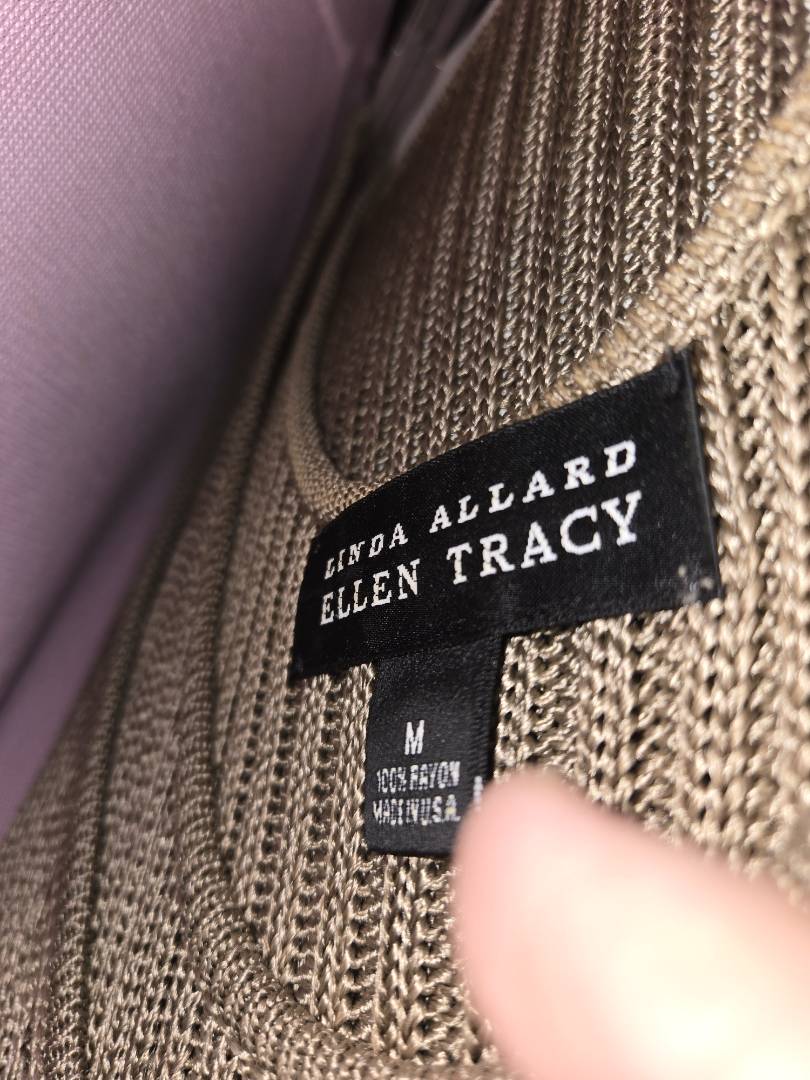 LINDA ALLARD
ELLEN TRACY
M
100% RAYON
MADE IN U.S.A.